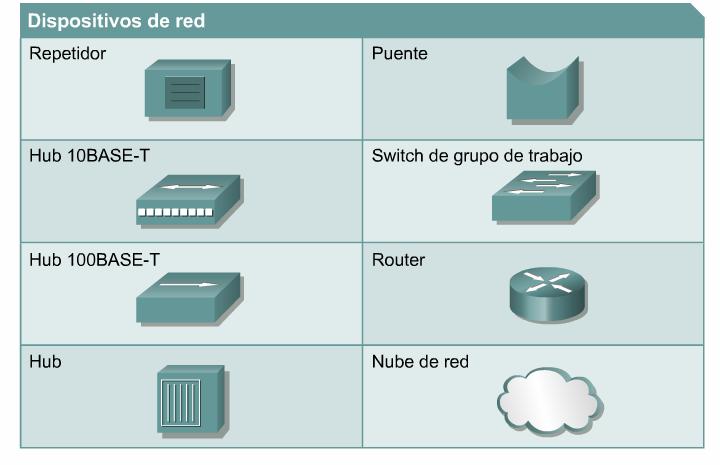 Dispositivos de red
Repetidor
Puente
Hub 10BASE-T
Switch de grupo de trabajo
Hub 100BASE-T
Router
Hub
Nube de red